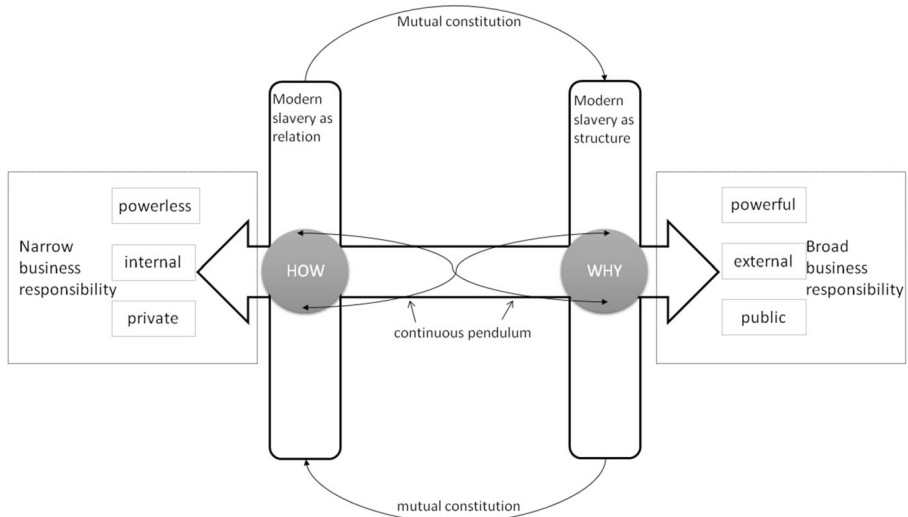 Mutual constitution
Modern
slavery as
relation
Modern
slavery as
structure
powerless
internal
private
Narrow
business
responsibility
HOW
WHY
powerful
external
public
Broad
business
responsibility
continuous pendulum
mutual constitution